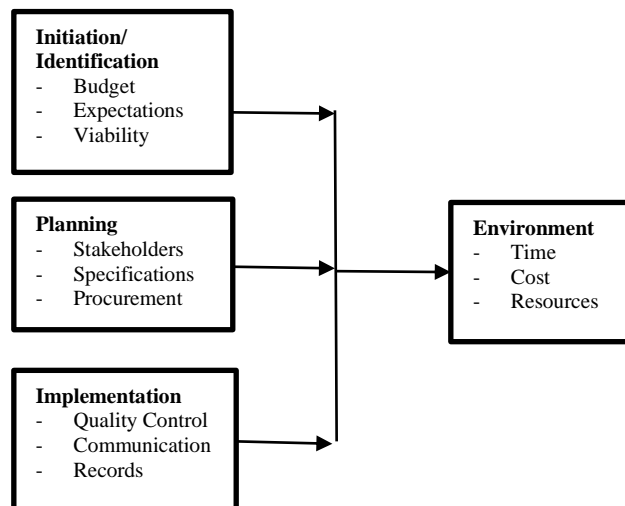 Initiation/
Identification
- Budget
- Expectations
- Viability
Planning
- Stakeholders
- Specifications
- Procurement
Environment
- Time
- Cost
- Resources
Implementation
- Quality Control
- Communication
- Records